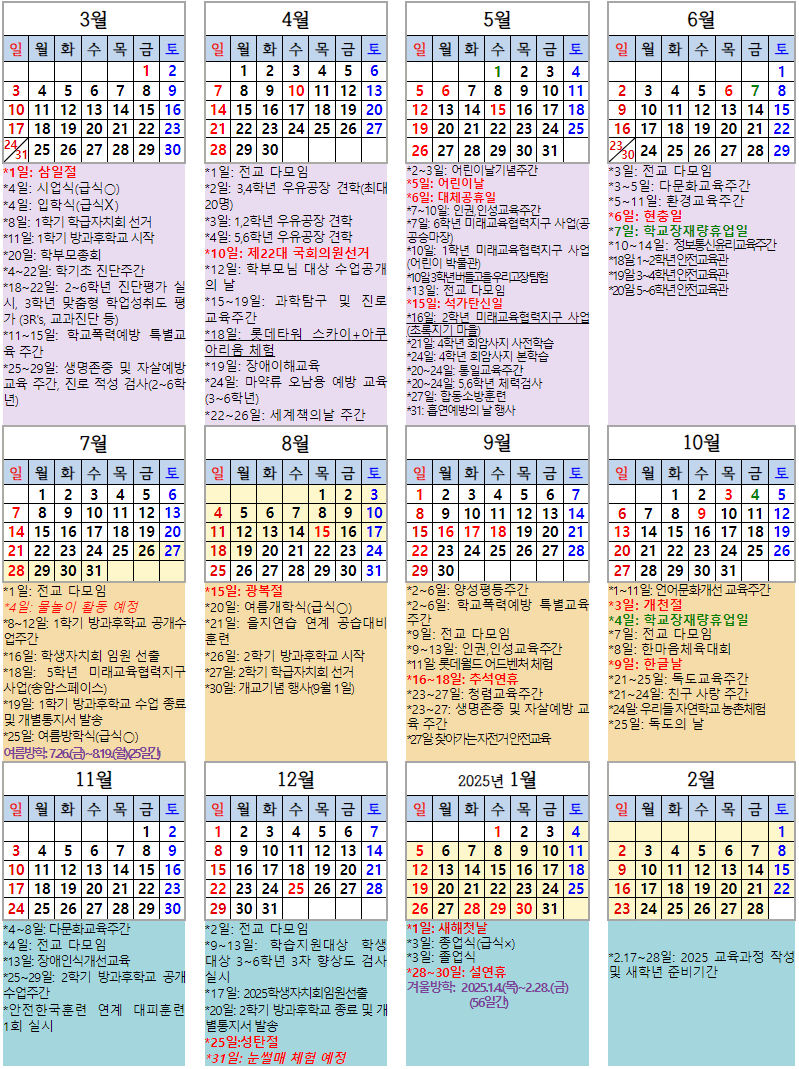 3월
일 월 화 수 목 금 토
1 2
3 4 5 6 7 8 9
10 11 12 13 14 15 16
17 18 19 20 21 22 23
24/31 25 26 27 28 29 30
*1일: 삼일절
*4일: 시업식(급식○)
*4일: 입학식(급식X)
*8일: 1학기 학급자치회 선거
*11일: 1학기 방과후학교 시작
*20일: 학부모총회
*4~22일: 학기초 진단주간
*18~22일: 2~6학년 진단평가 실
시, 3학년 맞춤형 학업성취도 평
가 (3R's, 교과진단 등)
*11~15일: 학교폭력예방 특별교
육 주간
*25~29일: 생명존중 및 자살예방
교육 주간, 진로 적성 검사(2~6학
년)
4월
일 월 화 수 목 금 토
1 2 3 4 5 6
7 8 9 10 11 12 13
14 15 16 17 18 19 20
21 22 23 24 25 26 27
28 29 30
*1일: 전교 다모임
*2일: 3,4학년 우유공장 견학(최대
20명)
*3일: 1,2학년 우유공장 견학
*4일: 5,6학년 우유공장 견학
*10일: 제22대 국회의원선거
*12일: 학부모님 대상 수업공개
의 날
*15~19일: 과학탐구 및 진로
교육주간
*18일: 롯데타워 스카이+아쿠
아리움 체험
*19일: 장애이해교육
*24일: 마약류 오남용 예방 교육
(3~6학년)
*22~26일: 세계책의날 주간
5월
일 월 화 수 목 금 토
1 2 3 4
5 6 7 8 9 10 11
12 13 14 15 16 17 18
19 20 21 22 23 24 25
26 27 28 29 30 31
*2~3일: 어린이날기념주간
*5일: 어린이날
*6일: 대체공휴일
*7~10일: 인권,인성교육주간
*7일: 6학년 미래교육협력지구 사업(공
공승마장)
*10일: 1학년 미래교육협력지구 사업
(어린이 박물관)
*10일:3학년 버들고을 우리고장 탐험
*13일: 전교 다모임
*15일: 석가탄신일
*16일: 2학년 미래교육협력지구 사업
(초록지기 마을)
*21일: 4학년 회암사지 사전학습
*24일: 4학년 회암사지 본학습
*20~24일: 통일교육주간
*20~24일: 5,6학년 체력검사
*27일: 합동소방훈련
*31: 흡연예방의 날 행사
6월
일 월 화 수 목 금 토
1
2 3 4 5 6 7 8
9 10 11 12 13 14 15
16 17 18 19 20 21 22
23/30 24 25 26 27 28 29
*3일: 전교 다모임
*3~5일: 다문화교육주간
*5~11일: 환경교육주간
*6일: 현충일
*7일: 학교장재량휴업일
*10~14일: 정보통신윤리교육주간
*18일 1~2학년 안전교육관
*19일 3~4학년 안전교육관
*20일 5~6학년 안전교육관
7월
일 월 화 수 목 금 토
1 2 3 4 5 6
7 8 9 10 11 12 13
14 15 16 17 18 19 20
21 22 23 24 25 26 27
28 29 30 31
*1일: 전교 다모임
*4일: 물놀이 활동 예정
*8~12일: 1학기 방과후학교 공개수
업주간
*16일: 학생자치회 임원 선출
*18일: 5학년 미래교육협력지구
사업(송암스페이스)
*19일: 1학기 방과후학교 수업 종료
및 개별통지서 발송
*25일: 여름방학식(급식○)
여름방학: 7.26.(금)~8.19.(월)(25일간)
8월
일 월 화 수 목 금 토
1 2 3
4 5 6 7 8 9 10
11 12 13 14 15 16 17
18 19 20 21 22 23 24
25 26 27 28 29 30 31
*15일: 광복절
*20일: 여름개학식(급식○)
*21일: 을지연습 연계 공습대비
훈련
*26일: 2학기 방과후학교 시작
*27일: 2학기 학급자치회 선거
*30일: 개교기념 행사(9월 1일)
9월
일 월 화 수 목 금 토
1 2 3 4 5 6 7
8 9 10 11 12 13 14
15 16 17 18 19 20 21
22 23 24 25 26 27 28
29 30
*2~6일: 양성평등주간
*2~6일: 학교폭력예방 특별교육
주간
*9일: 전교 다모임
*9~13일: 인권,인성교육주간
*11일: 롯데월드 어드벤처 체험
*16~18일: 추석연휴
*23~27일: 청렴교육주간
*23~27: 생명존중 및 자살예방 교
육 주간
*27일: 찾아가는 자전거 안전교육
10월
일 월 화 수 목 금 토
1 2 3 4 5
6 7 8 9 10 11 12
13 14 15 16 17 18 19
20 21 22 23 24 25 26
27 28 29 30 31
*1~11일: 언어문화개선 교육주간
*3일: 개천절
*4일: 학교장재량휴업일
*7일: 전교 다모임
*8일: 한마음체육대회
*9일: 한글날
*21~25일: 독도교육주간
*21~24일: 친구 사랑 주간
*24일: 우리들 자연학교 농촌체험
*25일: 독도의 날
11월
일 월 화 수 목 금 토
1 2
3 4 5 6 7 8 9
10 11 12 13 14 15 16
17 18 19 20 21 22 23
24 25 26 27 28 29 30
*4~8일: 다문화교육주간
*4일: 전교 다모임
*13일: 장애인식개선교육
*25~29일: 2학기 방과후학교 공개
수업주간
*안전한국훈련 연계 대피훈련
1회 실시
12월
일 월 화 수 목 금 토
1 2 3 4 5 6 7
8 9 10 11 12 13 14
15 16 17 18 19 20 21
22 23 24 25 26 27 28
29 30 31
*2일: 전교 다모임
*9~13일: 학습지원대상 학생
대상 3~6학년 3차 향상도 검사
실시
*17일: 2025학생자치회임원선출
*20일: 2학기 방과후학교 종료 및 개
별통지서 발송
*25일:성탄절
*31일: 눈썰매 체험 예정
2025년 1월
일 월 화 수 목 금 토
1 2 3 4
5 6 7 8 9 10 11
12 13 14 15 16 17 18
19 20 21 22 23 24 25
26 27 28 29 30 31
*1일: 새해첫날
*3일: 종업식(급식×)
*3일: 졸업식
*28~30일: 설연휴
겨울방학: 2025.1.4.(목)~2.28.(금)
(56일간)
2월
일 월 화 수 목 금 토
1
2 3 4 5 6 7 8
9 10 11 12 13 14 15
16 17 18 19 20 21 22
23 24 25 26 27 28
*2.17~28일: 2025 교육과정 작성
및 새학년 준비기간